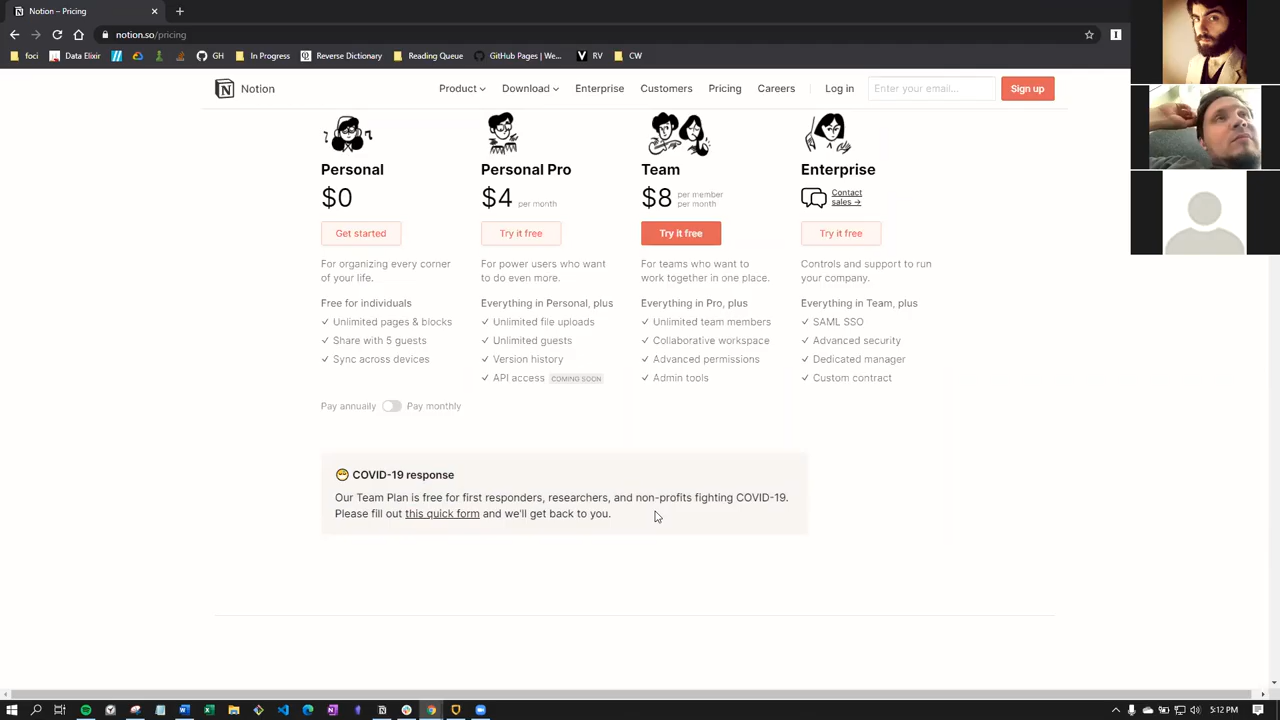 Notion – Pricing
notion.so/pricing
foci
Data Elixir
GH
In Progress
Reverse Dictionary
Reading Queue
GitHub Pages | We...
RV
CW
Notion
Product
Download
Enterprise
Customers
Pricing
Careers
Log in
Enter your email...
Sign up
Personal
$0
Get started
For organizing every corner
of your life.
Free for individuals
✓ Unlimited pages & blocks
✓ Share with 5 guests
✓ Sync across devices
Personal Pro
$4 per month
Try it free
For power users who want
to do even more.
Everything in Personal, plus
✓ Unlimited file uploads
✓ Unlimited guests
✓ Version history
✓ API access COMING SOON
Team
$8 per member
per month
Try it free
For teams who want to
work together in one place.
Everything in Pro, plus
✓ Unlimited team members
✓ Collaborative workspace
✓ Advanced permissions
✓ Admin tools
Enterprise
Contact
sales →
Try it free
Controls and support to run
your company.
Everything in Team, plus
✓ SAML SSO
✓ Advanced security
✓ Dedicated manager
✓ Custom contract
Pay annually
Pay monthly
COVID-19 response
Our Team Plan is free for first responders, researchers, and non-profits fighting COVID-19.
Please fill out this quick form and we'll get back to you.
5:12 PM